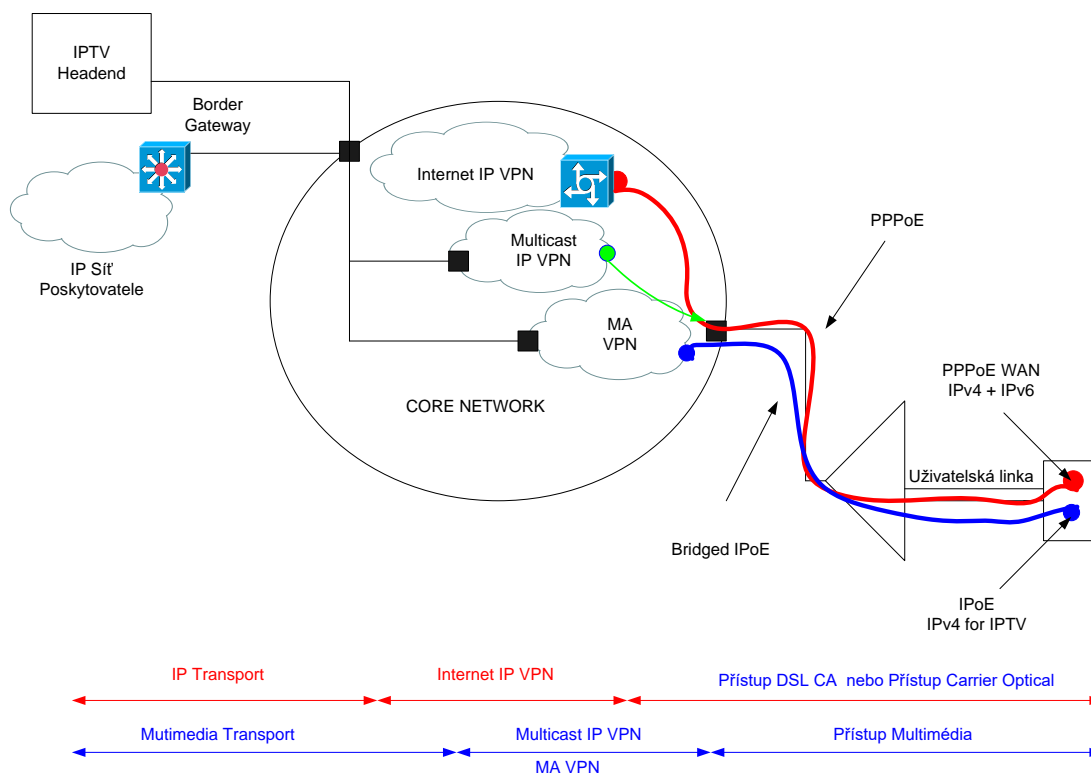 IPTV
Headend
Border
Gateway
IP Síť
Poskytovatele
Internet IP VPN
Multicast
IP VPN
MA
VPN
CORE NETWORK
PPPoE
PPPoE WAN
IPv4 + IPv6
Uživatelská linka
Bridged IPoE
IPoE
IPv4 for IPTV
IP Transport
Internet IP VPN
Přístup DSL CA nebo Přístup Carrier Optical
Mutimedia Transport
Multicast IP VPN
Přístup Multimédia
MA VPN